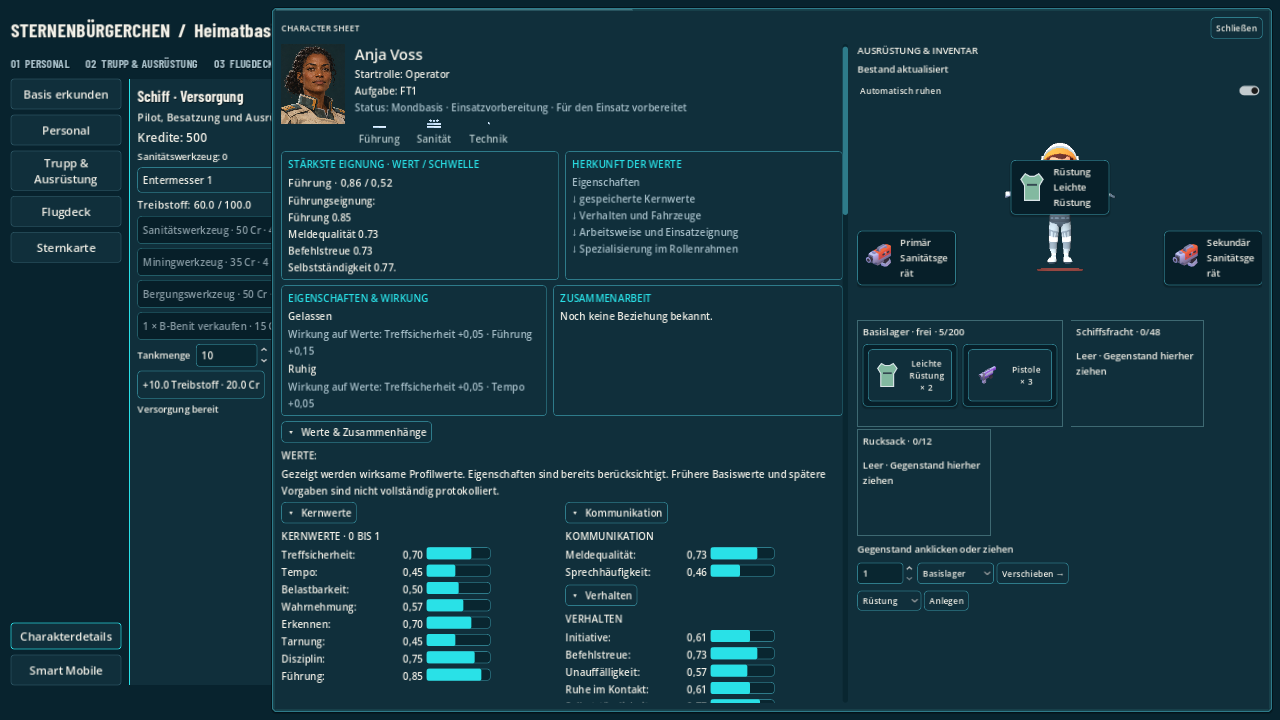 STERNENBÜRGERCHEN / Heimatbas
01 PERSONAL 02 TRUPP & AUSRÜSTUNG 03 FLUGDECK
Basis erkunden
Personal
Trupp &
Ausrüstung
Flugdeck
Sternkarte
Charakterdetails
Smart Mobile
Schiff · Versorgung
Pilot, Besatzung und Ausr
Kredite: 500
Sanitätswerkzeug: 0
Entermesser 1
Treibstoff: 60.0 / 100.0
Sanitätswerkzeug · 50 Cr ·
Miningwerkzeug · 35 Cr · 4
Bergungswerkzeug · 50 Cr ·
1 × B-Benit verkaufen · 15
Tankmenge 10
+10.0 Treibstoff · 20.0 Cr
Versorgung bereit
CHARACTER SHEET
Schließen
Anja Voss
Startrolle: Operator
Aufgabe: FT1
Status: Mondbasis · Einsatzvorbereitung · Für den Einsatz vorbereitet
Führung Sanität Technik
STÄRKSTE EIGNUNG · WERT / SCHWELLE
Führung · 0,86 / 0,52
Führungseignung:
Führung 0.85
Meldequalität 0.73
Befehlstreue 0.73
Selbstständigkeit 0.77.
HERKUNFT DER WERTE
Eigenschaften
↓ gespeicherte Kernwerte
↓ Verhalten und Fahrzeuge
↓ Arbeitsweise und Einsatzeignung
↓ Spezialisierung im Rollenrahmen
EIGENSCHAFTEN & WIRKUNG
Gelassen
Wirkung auf Werte: Treffsicherheit +0,05 · Führung
+0,15
Ruhig
Wirkung auf Werte: Treffsicherheit +0,05 · Tempo
+0,05
ZUSAMMENARBEIT
Noch keine Beziehung bekannt.
Werte & Zusammenhänge
WERTE:
Gezeigt werden wirksame Profilwerte. Eigenschaften sind bereits berücksichtigt. Frühere Basiswerte und spätere
Vorgaben sind nicht vollständig protokolliert.
Kernwerte
KERNWERTE · 0 BIS 1
Treffsicherheit: 0,70
Tempo: 0,45
Belastbarkeit: 0,50
Wahrnehmung: 0,57
Erkennen: 0,70
Tarnung: 0,45
Disziplin: 0,75
Führung: 0,85
Kommunikation
KOMMUNIKATION
Meldequalität: 0,73
Sprechhäufigkeit: 0,46
Verhalten
VERHALTEN
Initiative: 0,61
Befehlstreue: 0,73
Unauffälligkeit: 0,57
Ruhe im Kontakt: 0,61
AUSRÜSTUNG & INVENTAR
Bestand aktualisiert
Automatisch ruhen
Rüstung
Leichte
Rüstung
Primär
Sanitätsge
rät
Sekundär
Sanitätsge
rät
Basislager · frei · 5/200
Leichte
Rüstung
× 2
Pistole
× 3
Schiffsfracht · 0/48
Leer · Gegenstand hierher
ziehen
Rucksack · 0/12
Leer · Gegenstand hierher
ziehen
Gegenstand anklicken oder ziehen
1 Basislager Verschieben →
Rüstung Anlegen